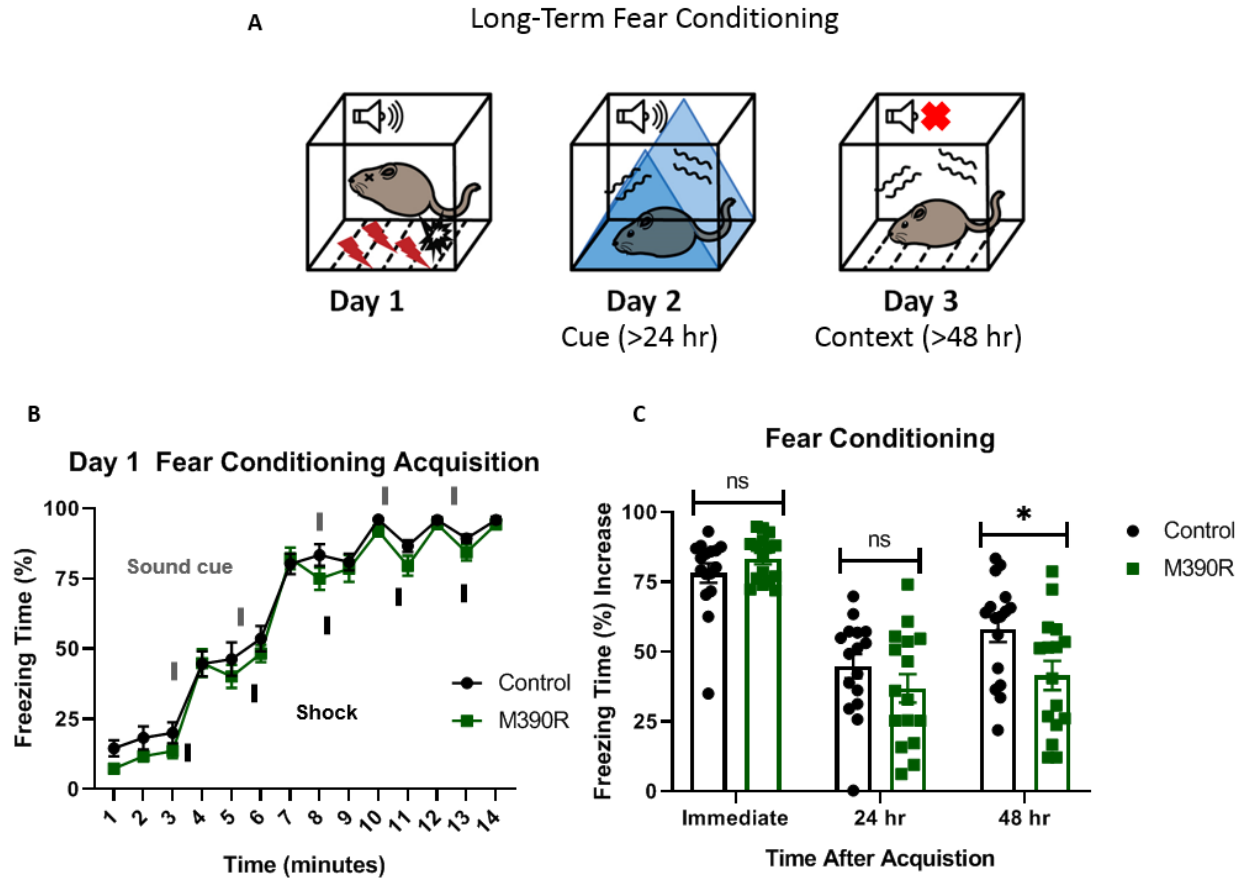 A
Long-Term Fear Conditioning
Day 1
Day 2
Cue (>24 hr)
Day 3
Context (>48 hr)
B
Day 1 Fear Conditioning Acquisition
Freezing Time (%)
100
75
50
25
0
Sound cue
Shock
Control
M390R
1 2 3 4 5 6 7 8 9 10 11 12 13 14
Time (minutes)
C
Fear Conditioning
Freezing Time (%) Increase
100
75
50
25
0
ns
ns
*
Control
M390R
Immediate 24 hr 48 hr
Time After Acquistion